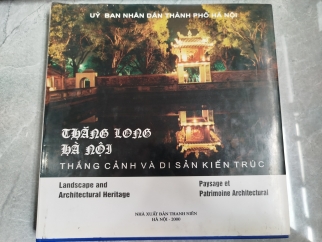 UỶ BAN NHÂN DÂN THÀNH PHỐ HÀ NỘI
THĂNG LONG
HÀ NỘI
THẮNG CẢNH VÀ DI SẢN KIẾN TRÚC
Landscape and
Architectural Heritage
Paysage et
Patrimoine Architectural
NHÀ XUẤT BẢN THANH NIÊN
HÀ NỘI - 2000